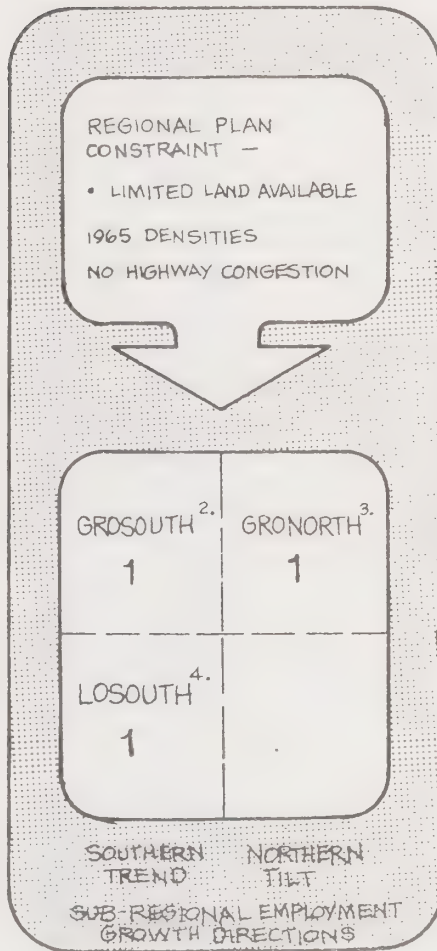 REGIONAL PLAN
CONSTRAINT —
• LIMITED LAND AVAILABLE
1965 DENSITIES
NO HIGHWAY CONGESTION
GROSOUTH 2. GRONORTH 3.
1 1
LOSOUTH 4.
1
SOUTHERN NORTHERN
TREND TILT
SUB-REGIONAL EMPLOYMENT
GROWTH DIRECTIONS